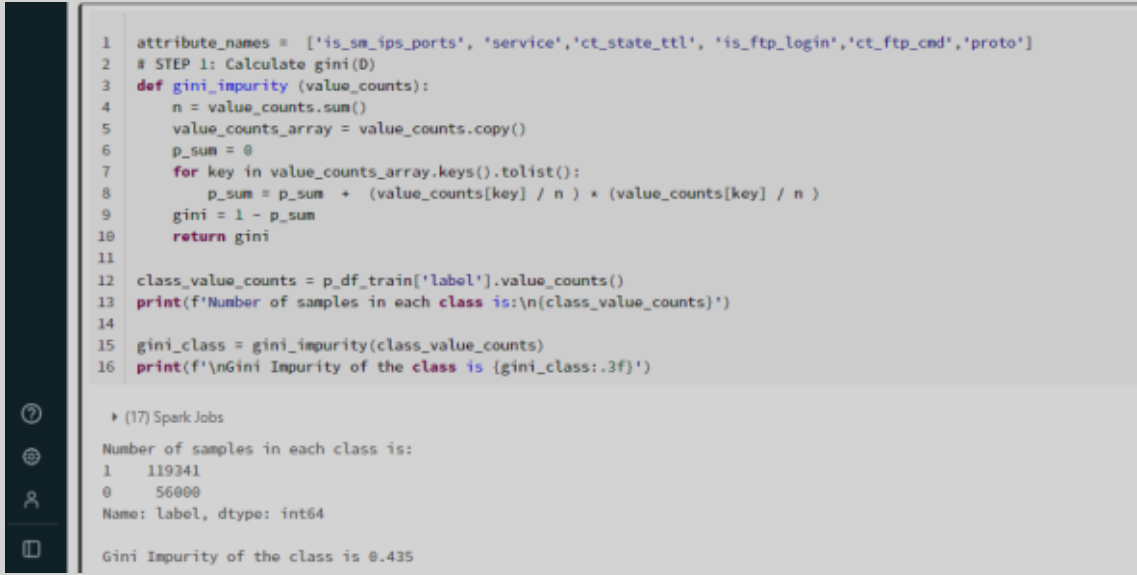 1 attribute_names = ['is_sm_ips_ports', 'service','ct_state_ttl', 'is_ftp_login','ct_ftp_cmd','proto']
2 # STEP 1: Calculate gini(D)
3 def gini_impurity (value_counts):
4     n = value_counts.sum()
5     value_counts_array = value_counts.copy()
6     p_sum = 0
7     for key in value_counts_array.keys().tolist():
8         p_sum = p_sum  +  (value_counts[key] / n ) * (value_counts[key] / n )
9     gini = 1 - p_sum
10     return gini
11
12 class_value_counts = p_df_train['label'].value_counts()
13 print(f'Number of samples in each class is:\n{class_value_counts}')
14
15 gini_class = gini_impurity(class_value_counts)
16 print(f'\nGini Impurity of the class is {gini_class:.3f}')
(17) Spark Jobs
Number of samples in each class is:
1    119341
0     56000
Name: label, dtype: int64
Gini Impurity of the class is 0.435